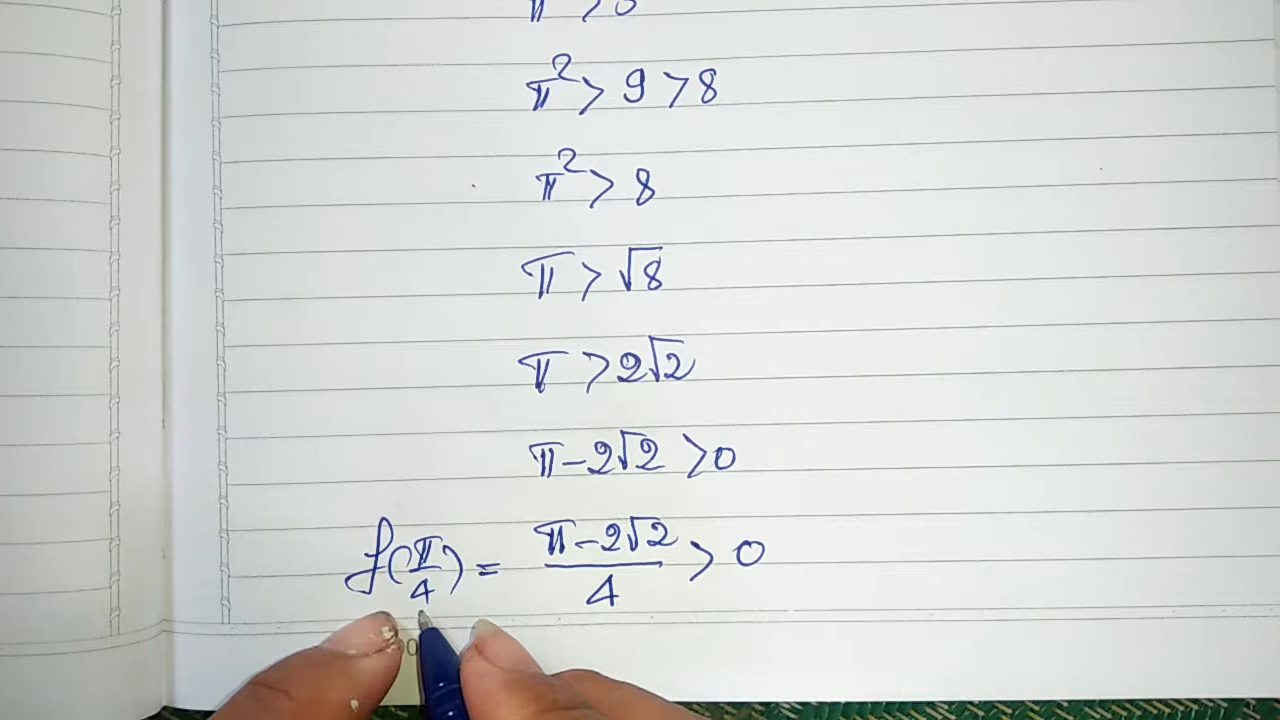 π² > 9 > 8
π² > 8
π > √8
π > 2√2
π - 2√2 > 0
f(π/4) = (π - 2√2)/4 > 0